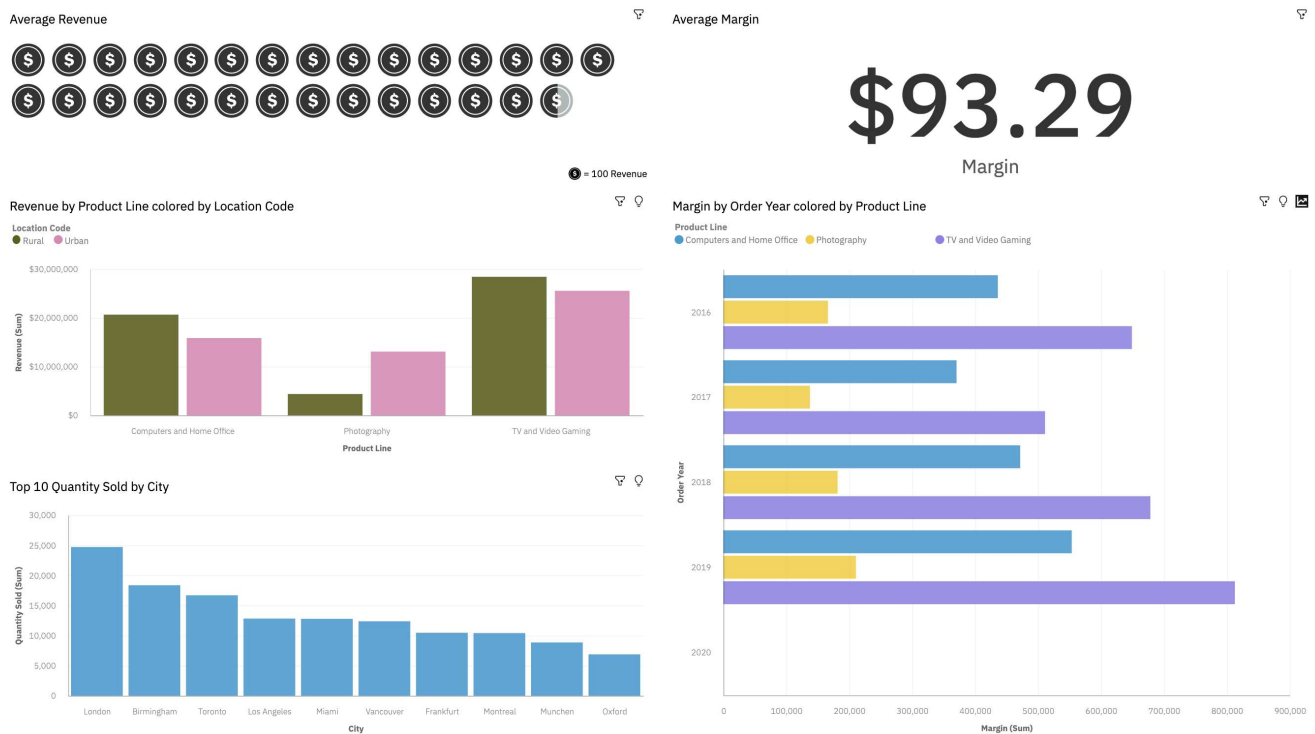 Average Revenue
$ $ $ $ $ $ $ $ $ $ $ $ $ $ $
$ $ $ $ $ $ $ $ $ $ $ $ $ $
$ = 100 Revenue
Average Margin
$93.29
Margin
Revenue by Product Line colored by Location Code
Location Code
Rural Urban
Revenue (Sum)
$30,000,000
$20,000,000
$10,000,000
$0
Computers and Home Office Photography TV and Video Gaming
Product Line
Top 10 Quantity Sold by City
Quantity Sold (Sum)
30,000
25,000
20,000
15,000
10,000
5,000
0
London Birmingham Toronto Los Angeles Miami Vancouver Frankfurt Montreal Munchen Oxford
City
Margin by Order Year colored by Product Line
Product Line
Computers and Home Office Photography TV and Video Gaming
Order Year
2016
2017
2018
2019
2020
0 100,000 200,000 300,000 400,000 500,000 600,000 700,000 800,000 900,000
Margin (Sum)